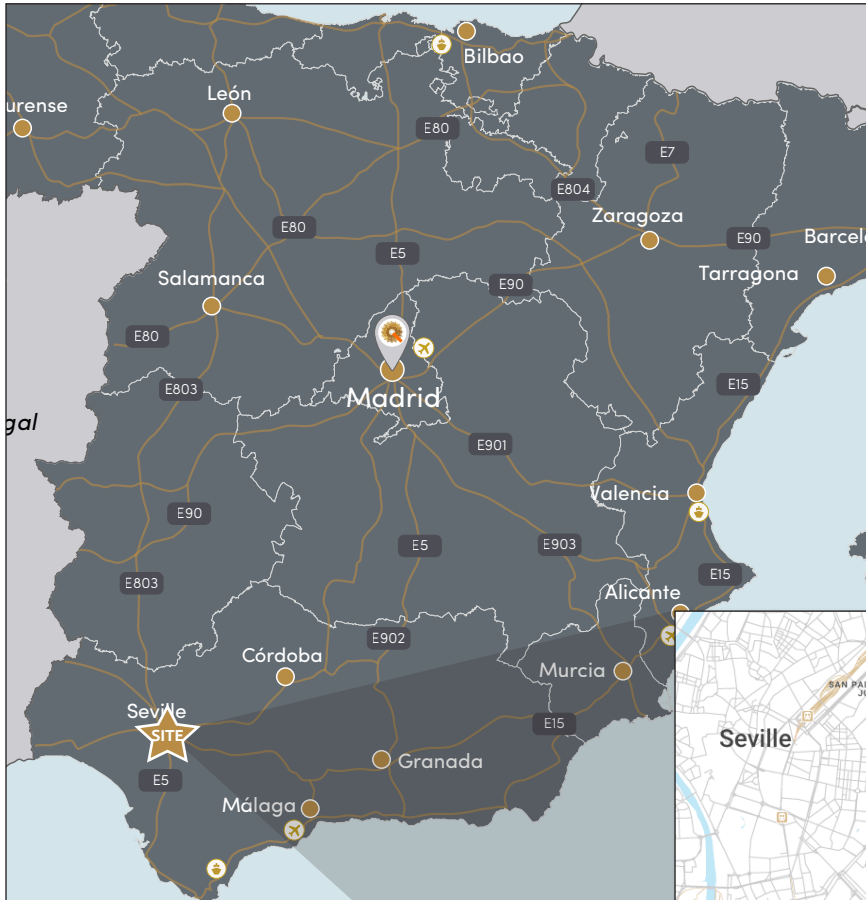 Bilbao
León
urense
E80
E7
E804
Zaragoza
E80
E90
Barcel
E5
Salamanca
Tarragona
E90
E80
E15
E803
Madrid
gal
E901
Valencia
E90
E5
E903
E15
E803
Alicante
E902
Córdoba
Murcia
SAN PA
JU
Seville
E15
SITE
Seville
Granada
E5
Málaga